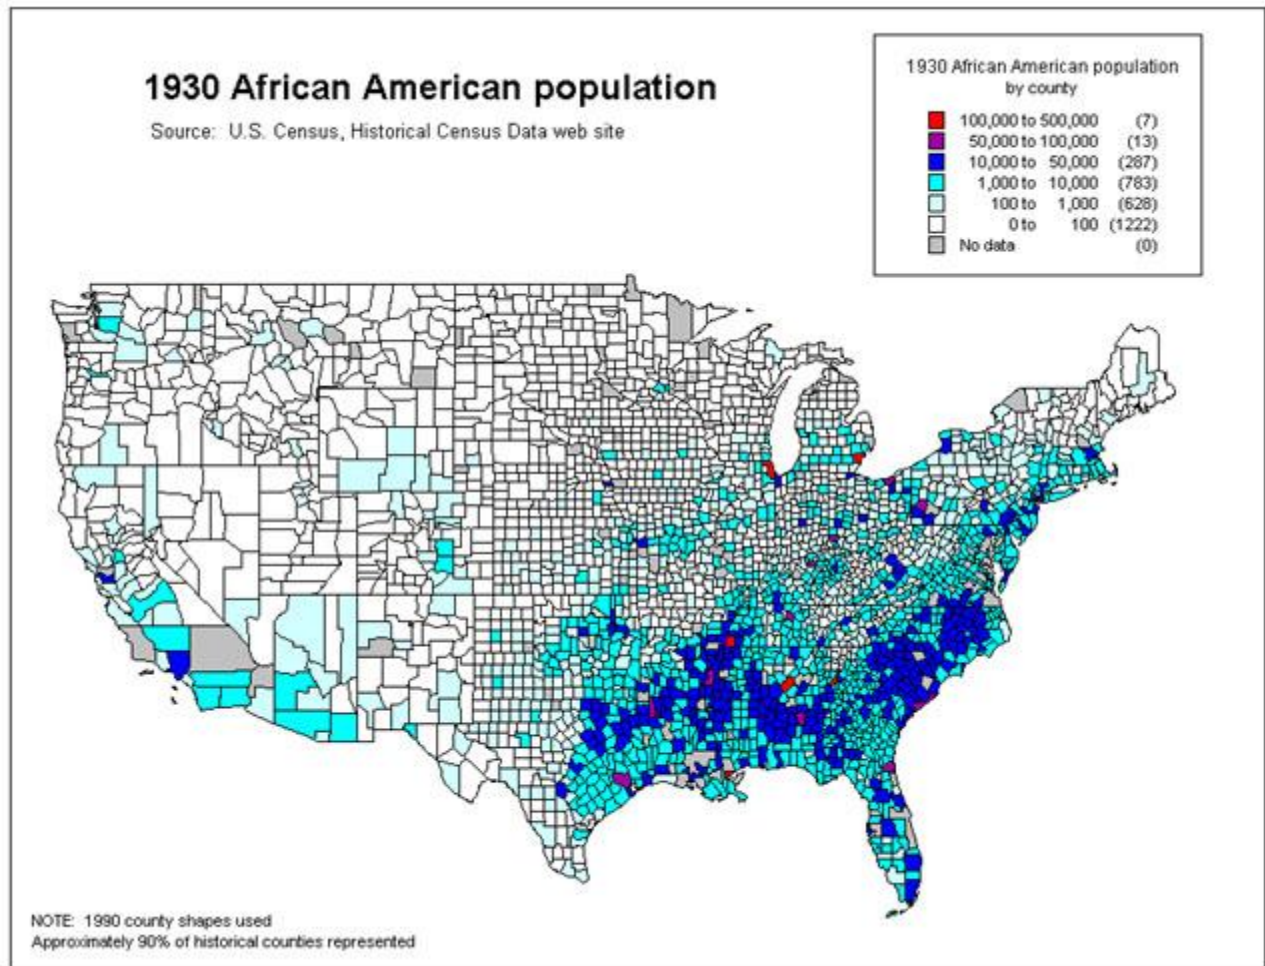 1930 African American population
Source: U.S. Census, Historical Census Data web site
1930 African American population
by county
100,000 to 500,000 (7)
50,000 to 100,000 (13)
10,000 to 50,000 (287)
1,000 to 10,000 (783)
100 to 1,000 (628)
0 to 100 (1222)
No data (0)
NOTE: 1990 county shapes used
Approximately 90% of historical counties represented